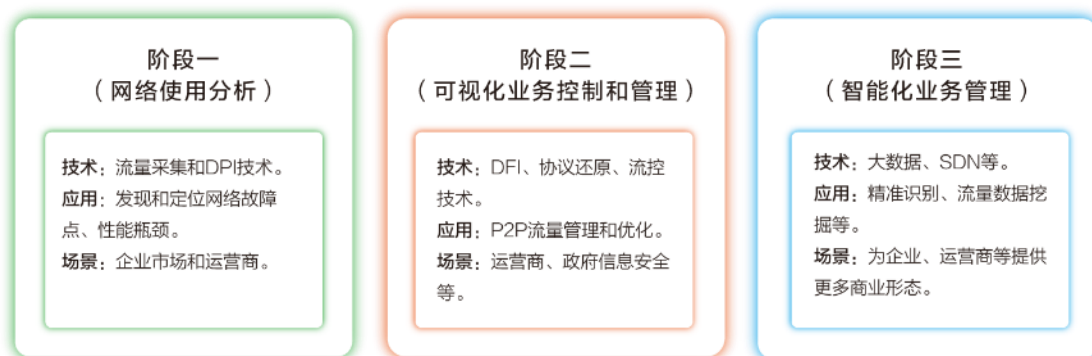 阶段一
（网络使用分析）
技术：流量采集和DPI技术。
应用：发现和定位网络故障
点、性能瓶颈。
场景：企业市场和运营商。
阶段二
（可视化业务控制和管理）
技术：DFI、协议还原、流控
技术。
应用：P2P流量管理和优化。
场景：运营商、政府信息安全
等。
阶段三
（智能化业务管理）
技术：大数据、SDN等。
应用：精准识别、流量数据挖
掘等。
场景：为企业、运营商等提供
更多商业形态。